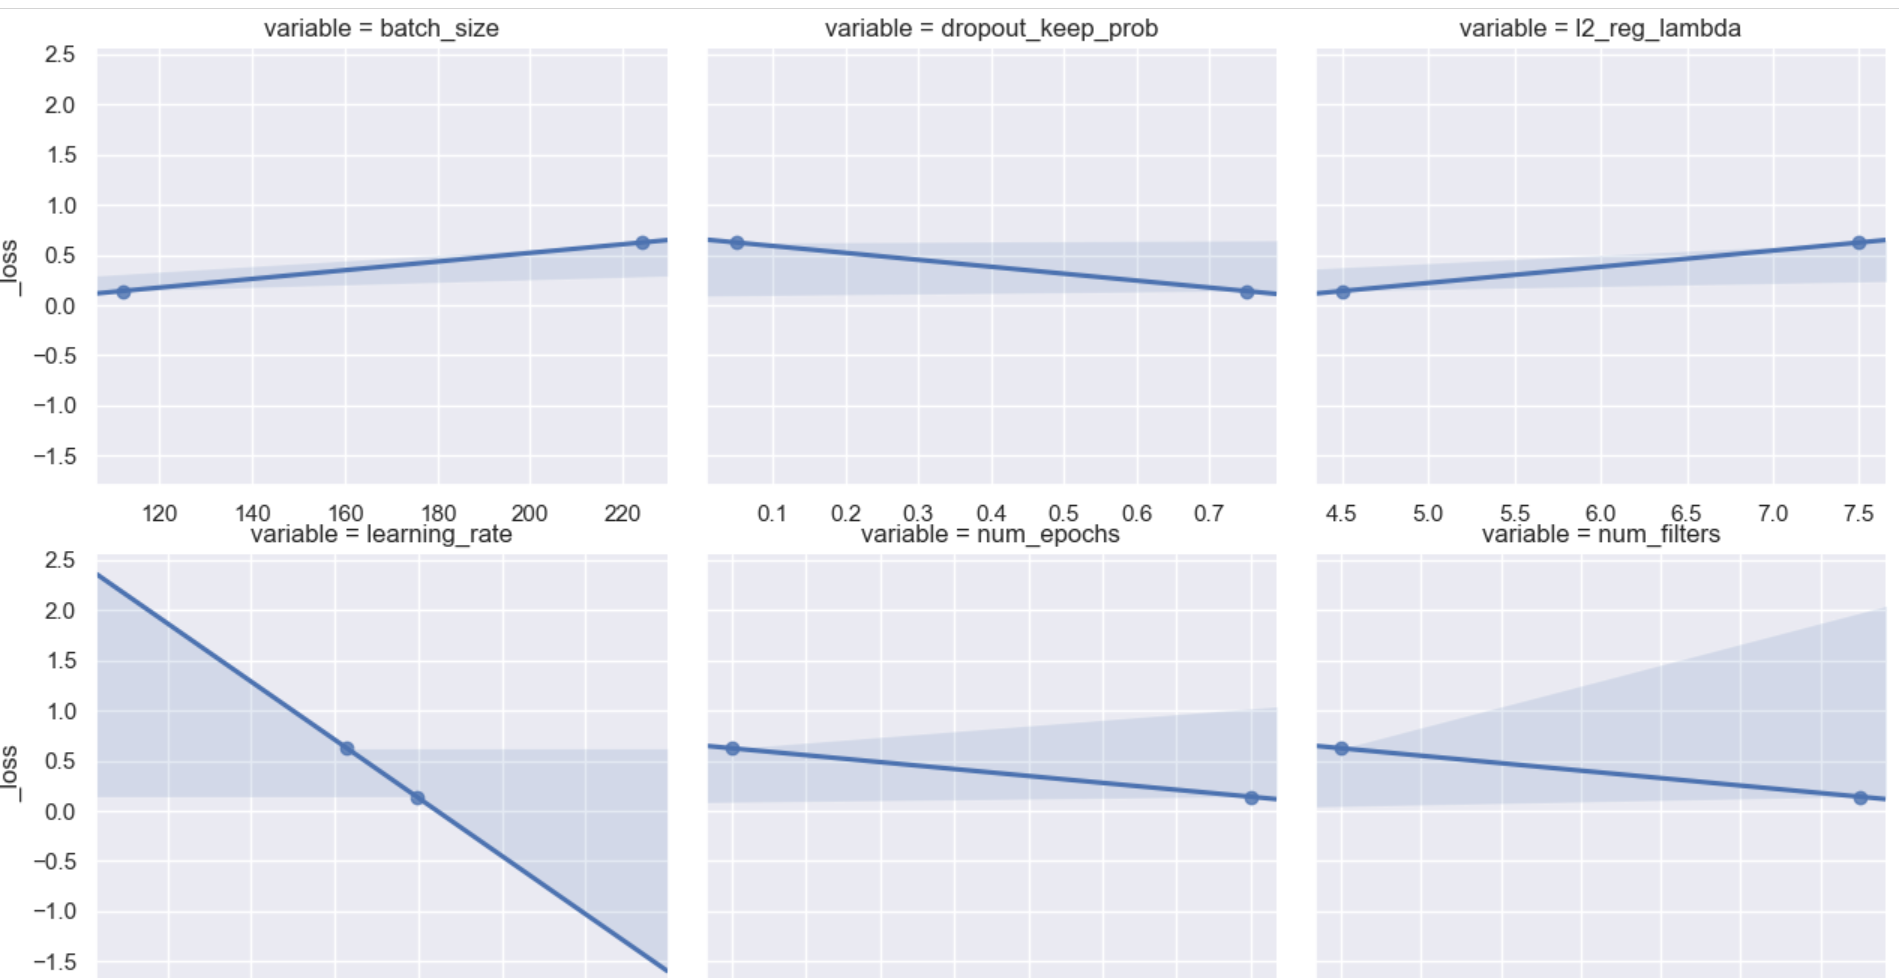 variable = batch_size
variable = dropout_keep_prob
variable = l2_reg_lambda
2.5
2.0
1.5
1.0
0.5
0.0
−0.5
−1.0
−1.5
_loss
120 140 160 180 200 220
0.1 0.2 0.3 0.4 0.5 0.6 0.7
4.5 5.0 5.5 6.0 6.5 7.0 7.5
variable = learning_rate
variable = num_epochs
variable = num_filters
2.5
2.0
1.5
1.0
0.5
0.0
−0.5
−1.0
−1.5
_loss